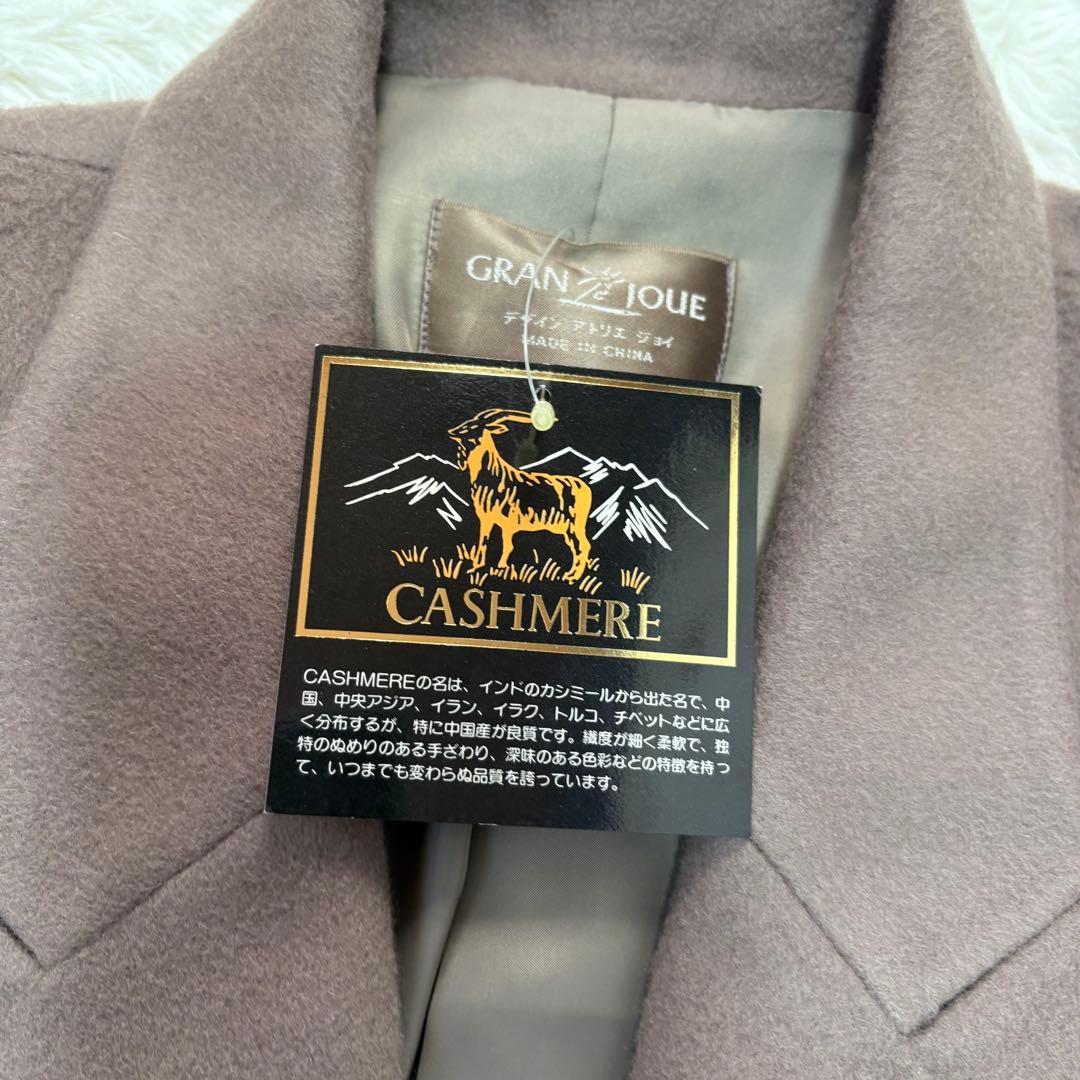 GRAN JOUE
デザイン アトリエ ジョイ
MADE IN CHINA
CASHMERE
CASHMEREの名は、インドのカシミールから出た名で、中
国、中央アジア、イラン、イラク、トルコ、チベットなどに広
く分布するが、特に中国産が良質です。繊度が細く柔軟で、独
特のぬめりのある手ざわり、深味のある色彩などの特徴を持っ
て、いつまでも変わらぬ品質を誇っています。